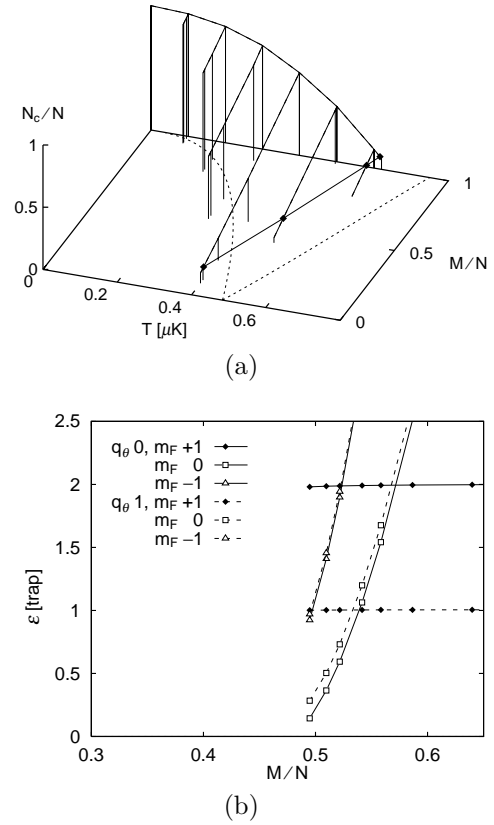 N_c/N
1
0.5
0
0
0.2
0.4
0.6
T [μK]
0
0.5
1
M/N
(a)
2.5
2
1.5
1
0.5
0
ε [trap]
q_θ 0, m_F +1
m_F 0
m_F −1
q_θ 1, m_F +1
m_F 0
m_F −1
0.3 0.4 0.5 0.6
M/N
(b)